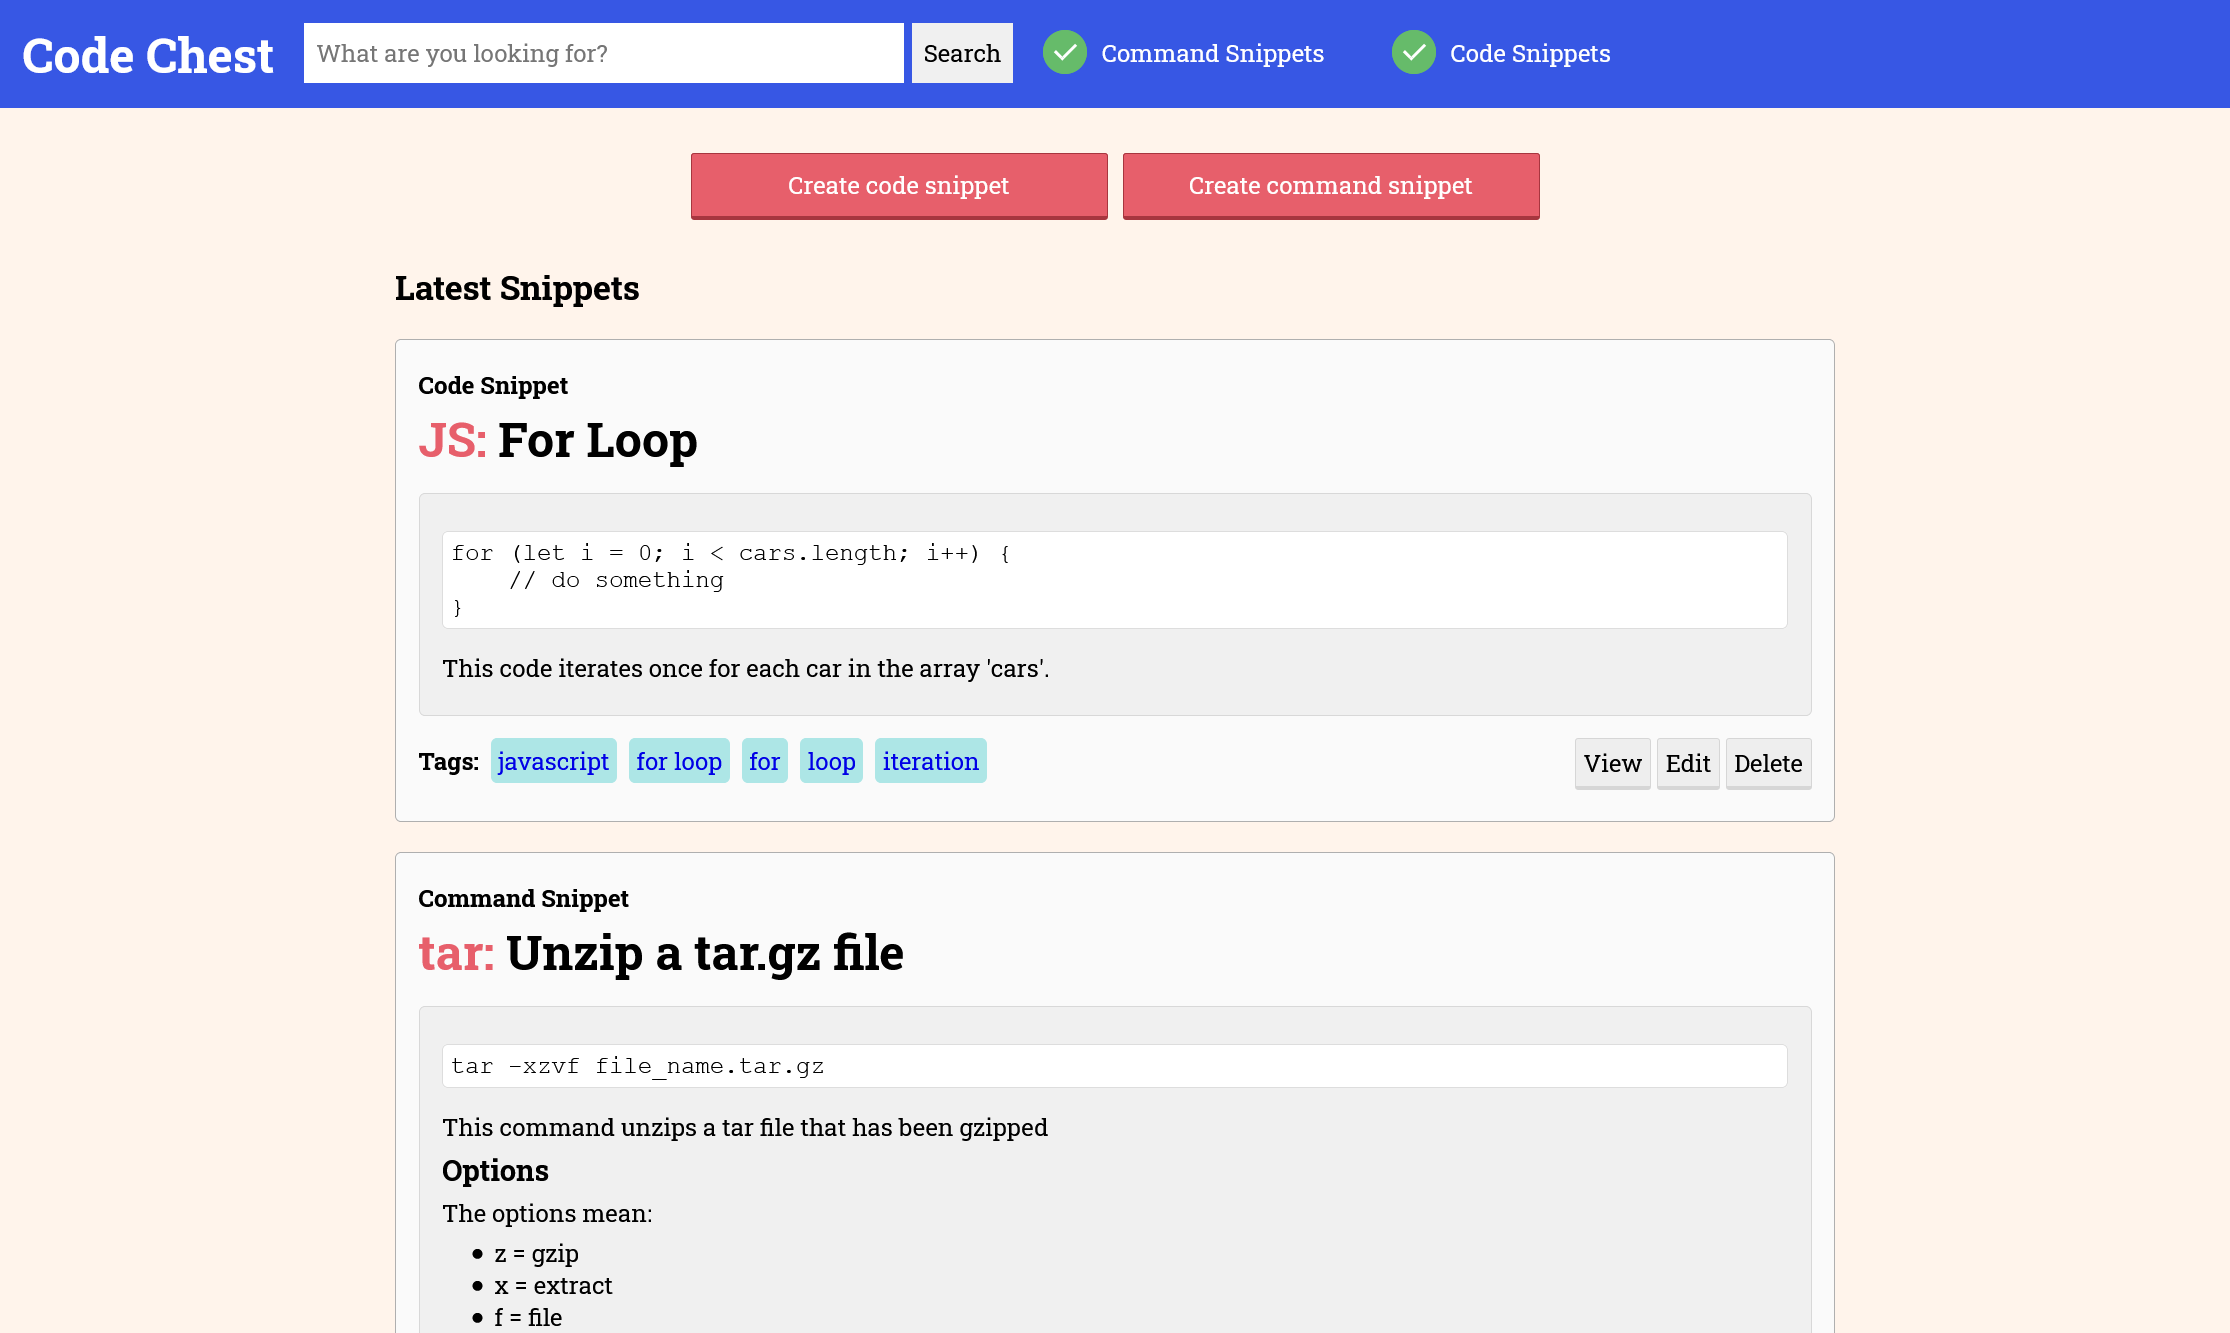 Code Chest
What are you looking for?
Search
Command Snippets
Code Snippets
Create code snippet
Create command snippet
Latest Snippets
Code Snippet
JS: For Loop
for (let i = 0; i < cars.length; i++) {
    // do something
}
This code iterates once for each car in the array 'cars'.
Tags: javascript for loop for loop iteration
View Edit Delete
Command Snippet
tar: Unzip a tar.gz file
tar -xzvf file_name.tar.gz
This command unzips a tar file that has been gzipped
Options
The options mean:
• z = gzip
• x = extract
• f = file